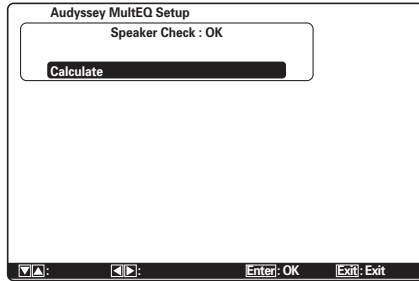 Audyssey MultEQ Setup
Speaker Check : OK
Calculate
▼▲: ◀▶: Enter: OK Exit: Exit